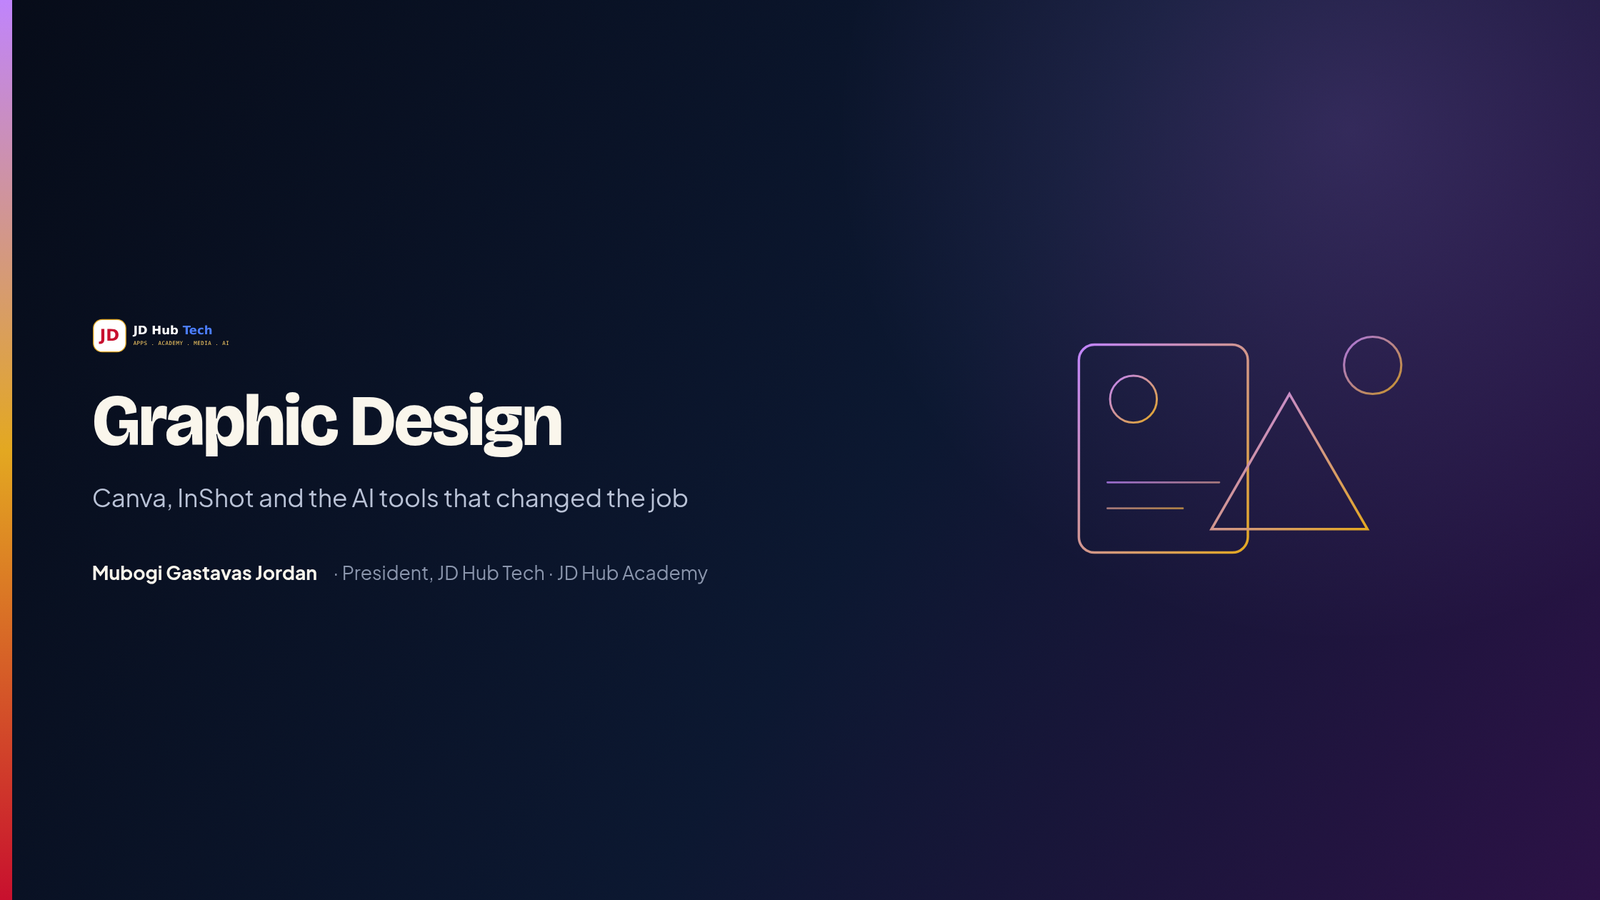 JD
JD Hub Tech
APPS . ACADEMY . MEDIA . AI
Graphic Design
Canva, InShot and the AI tools that changed the job
Mubogi Gastavas Jordan · President, JD Hub Tech · JD Hub Academy